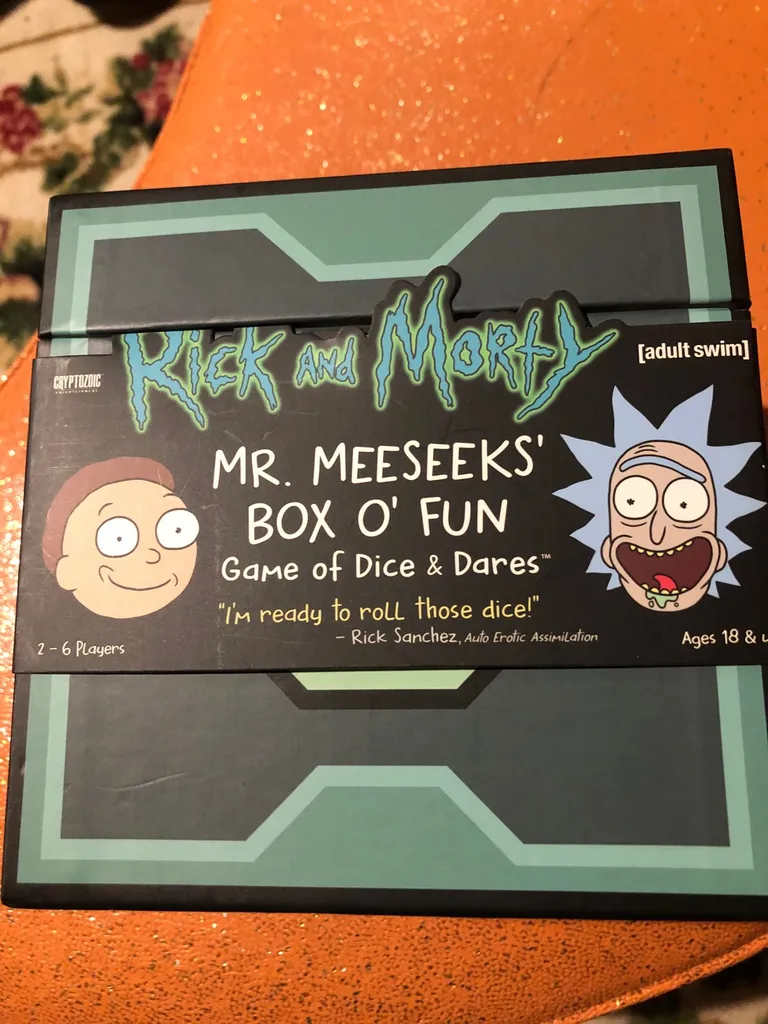 Rick And Morty
[adult swim]
CRYPTOZOIC
ENTERTAINMENT
MR. MEESEEKS'
BOX O' FUN
Game of Dice & Dares™
"I'm ready to roll those dice!"
– Rick Sanchez, Auto Erotic Assimilation
2 – 6 Players
Ages 18 &